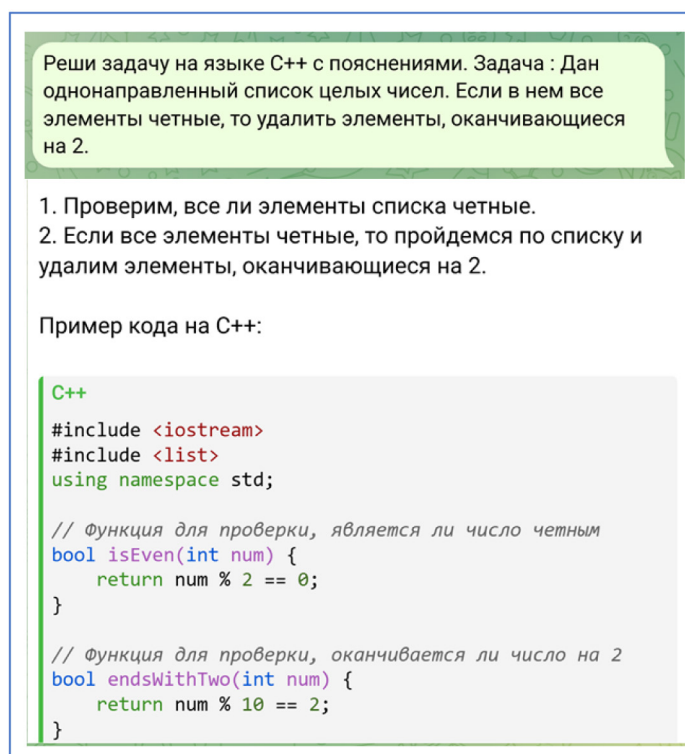 Реши задачу на языке C++ с пояснениями. Задача : Дан
однонаправленный список целых чисел. Если в нем все
элементы четные, то удалить элементы, оканчивающиеся
на 2.
1. Проверим, все ли элементы списка четные.
2. Если все элементы четные, то пройдемся по списку и
удалим элементы, оканчивающиеся на 2.
Пример кода на C++:
C++
#include <iostream>
#include <list>
using namespace std;
// Функция для проверки, является ли число четным
bool isEven(int num) {
    return num % 2 == 0;
}
// Функция для проверки, оканчивается ли число на 2
bool endsWithTwo(int num) {
    return num % 10 == 2;
}